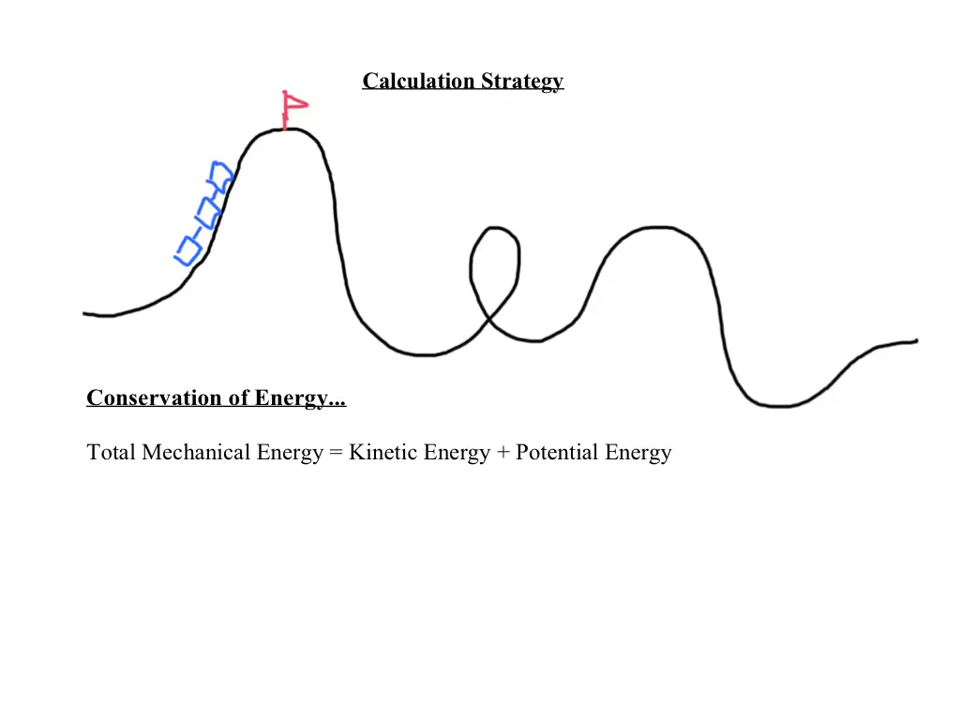 Calculation Strategy
Conservation of Energy...
Total Mechanical Energy = Kinetic Energy + Potential Energy